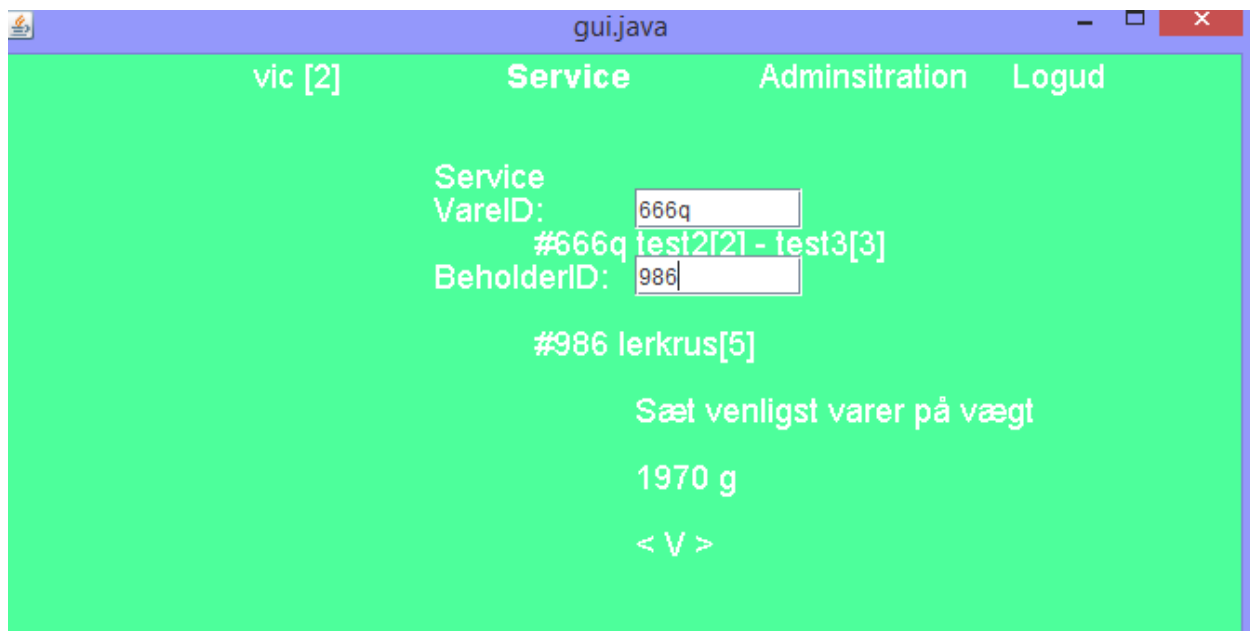 gui.java
vic [2] Service Adminsitration Logud
Service
VareID: 666q
#666q test2[2] - test3[3]
BeholderID: 986
#986 lerkrus[5]
Sæt venligst varer på vægt
1970 g
< V >